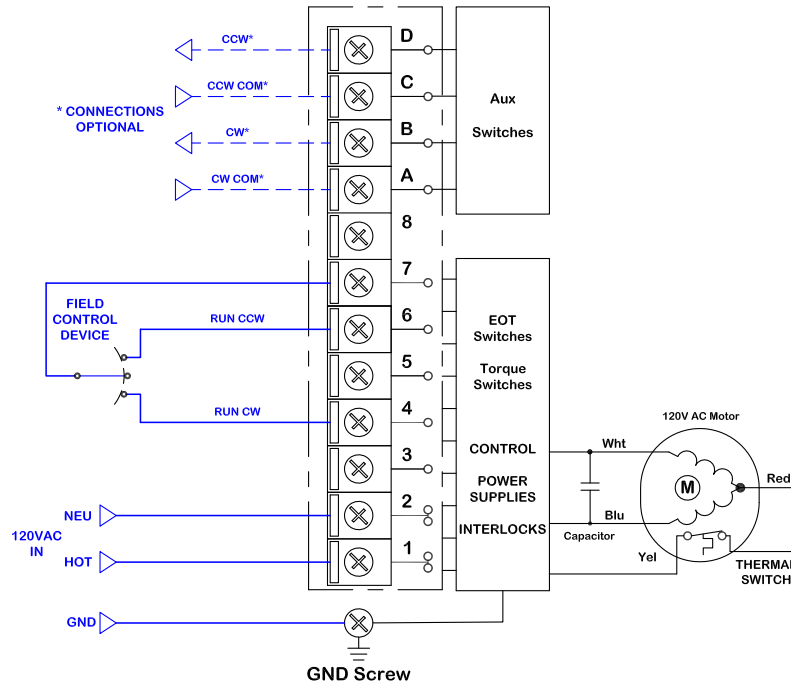 CCW*
D
CCW COM*
C
* CONNECTIONS
OPTIONAL
CW*
B
CW COM*
A
Aux
Switches
8
7
FIELD
CONTROL
DEVICE
RUN CCW
6
5
RUN CW
4
3
NEU
2
120VAC
IN
HOT
1
GND
GND Screw
EOT
Switches
Torque
Switches
CONTROL
POWER
SUPPLIES
INTERLOCKS
120V AC Motor
Wht
M
Red
Blu
Capacitor
Yel
THERMAL
SWITCH